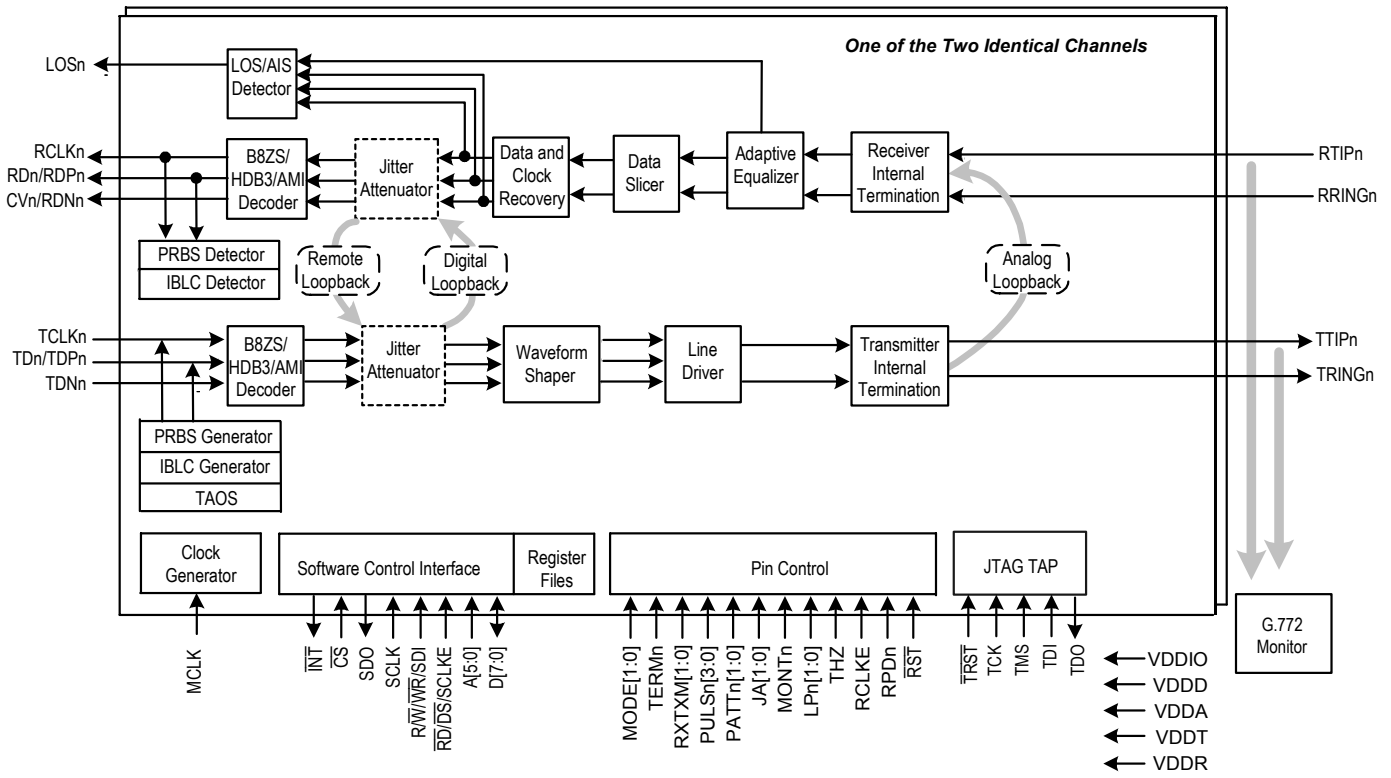 One of the Two Identical Channels
LOSn
LOS/AIS
Detector
RCLKn
RDn/RDPn
CVn/RDNn
B8ZS/
HDB3/AMI
Decoder
Jitter
Attenuator
Data and
Clock
Recovery
Data
Slicer
Adaptive
Equalizer
Receiver
Internal
Termination
RTIPn
RRINGn
PRBS Detector
IBLC Detector
Remote
Loopback
Digital
Loopback
Analog
Loopback
TCLKn
TDn/TDPn
TDNn
B8ZS/
HDB3/AMI
Decoder
Jitter
Attenuator
Waveform
Shaper
Line
Driver
Transmitter
Internal
Termination
TTIPn
TRINGn
PRBS Generator
IBLC Generator
TAOS
Clock
Generator
Software Control Interface
Register
Files
Pin Control
JTAG TAP
G.772
Monitor
MCLK
INT
CS
SDO
SCLK
R/W/WR/SDI
RD/DS/SCLKE
A[5:0]
D[7:0]
MODE[1:0]
TERMn
RXTXM[1:0]
PULSn[3:0]
PATTn[1:0]
JA[1:0]
MONTn
LPn[1:0]
THZ
RCLKE
RPDn
RST
TRST
TCK
TMS
TDI
TDO
VDDIO
VDDD
VDDA
VDDT
VDDR